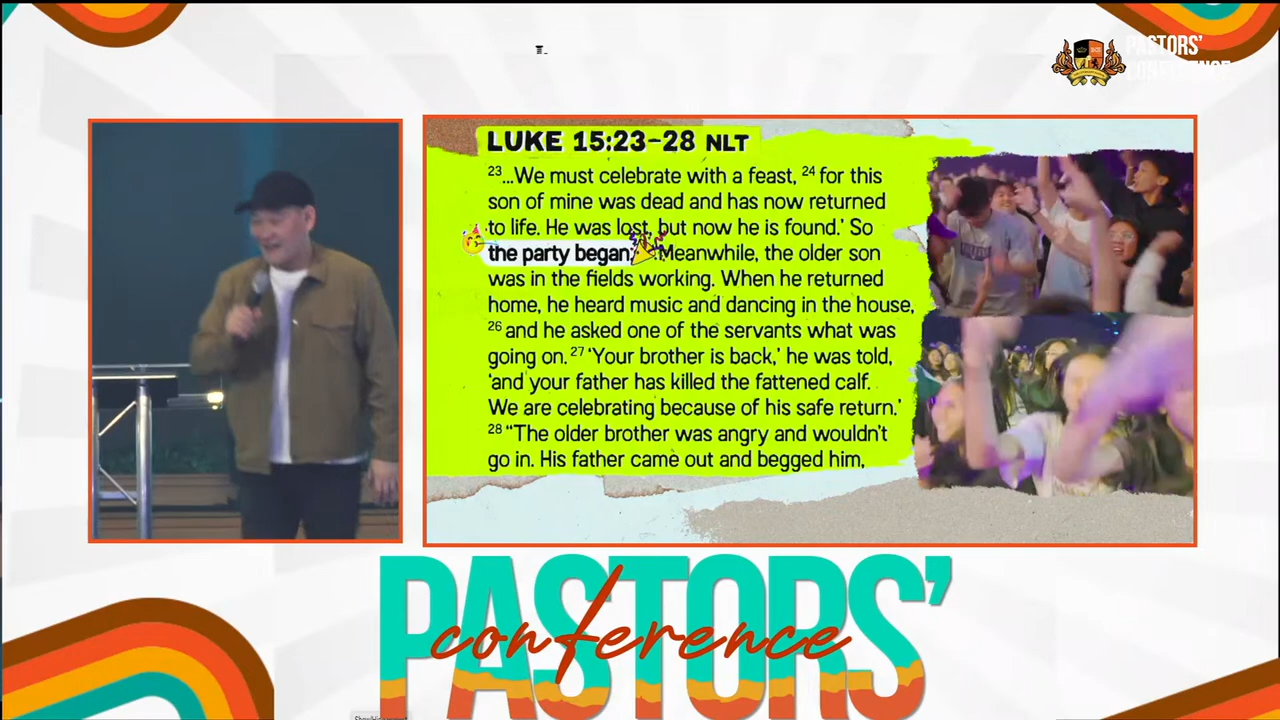 PASTORS'
CONFERENCE
LUKE 15:23-28 NLT
23...We must celebrate with a feast, 24 for this
son of mine was dead and has now returned
to life. He was lost, but now he is found.' So
the party began. Meanwhile, the older son
was in the fields working. When he returned
home, he heard music and dancing in the house,
26 and he asked one of the servants what was
going on. 27 'Your brother is back,' he was told,
'and your father has killed the fattened calf.
We are celebrating because of his safe return.'
28 "The older brother was angry and wouldn't
go in. His father came out and begged him,
PASTORS'
conference